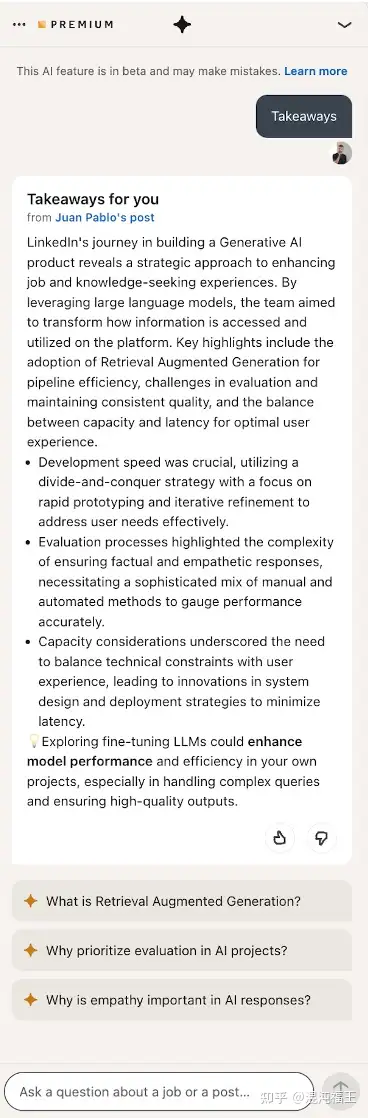 PREMIUM
This AI feature is in beta and may make mistakes. Learn more
Takeaways
Takeaways for you
from Juan Pablo's post
LinkedIn's journey in building a Generative AI
product reveals a strategic approach to enhancing
job and knowledge-seeking experiences. By
leveraging large language models, the team aimed
to transform how information is accessed and
utilized on the platform. Key highlights include the
adoption of Retrieval Augmented Generation for
pipeline efficiency, challenges in evaluation and
maintaining consistent quality, and the balance
between capacity and latency for optimal user
experience.
• Development speed was crucial, utilizing a
divide-and-conquer strategy with a focus on
rapid prototyping and iterative refinement to
address user needs effectively.
• Evaluation processes highlighted the complexity
of ensuring factual and empathetic responses,
necessitating a sophisticated mix of manual and
automated methods to gauge performance
accurately.
• Capacity considerations underscored the need
to balance technical constraints with user
experience, leading to innovations in system
design and deployment strategies to minimize
latency.
💡Exploring fine-tuning LLMs could enhance
model performance and efficiency in your own
projects, especially in handling complex queries
and ensuring high-quality outputs.
What is Retrieval Augmented Generation?
Why prioritize evaluation in AI projects?
Why is empathy important in AI responses?
Ask a question about a job or a post...
知乎 @混沌福王